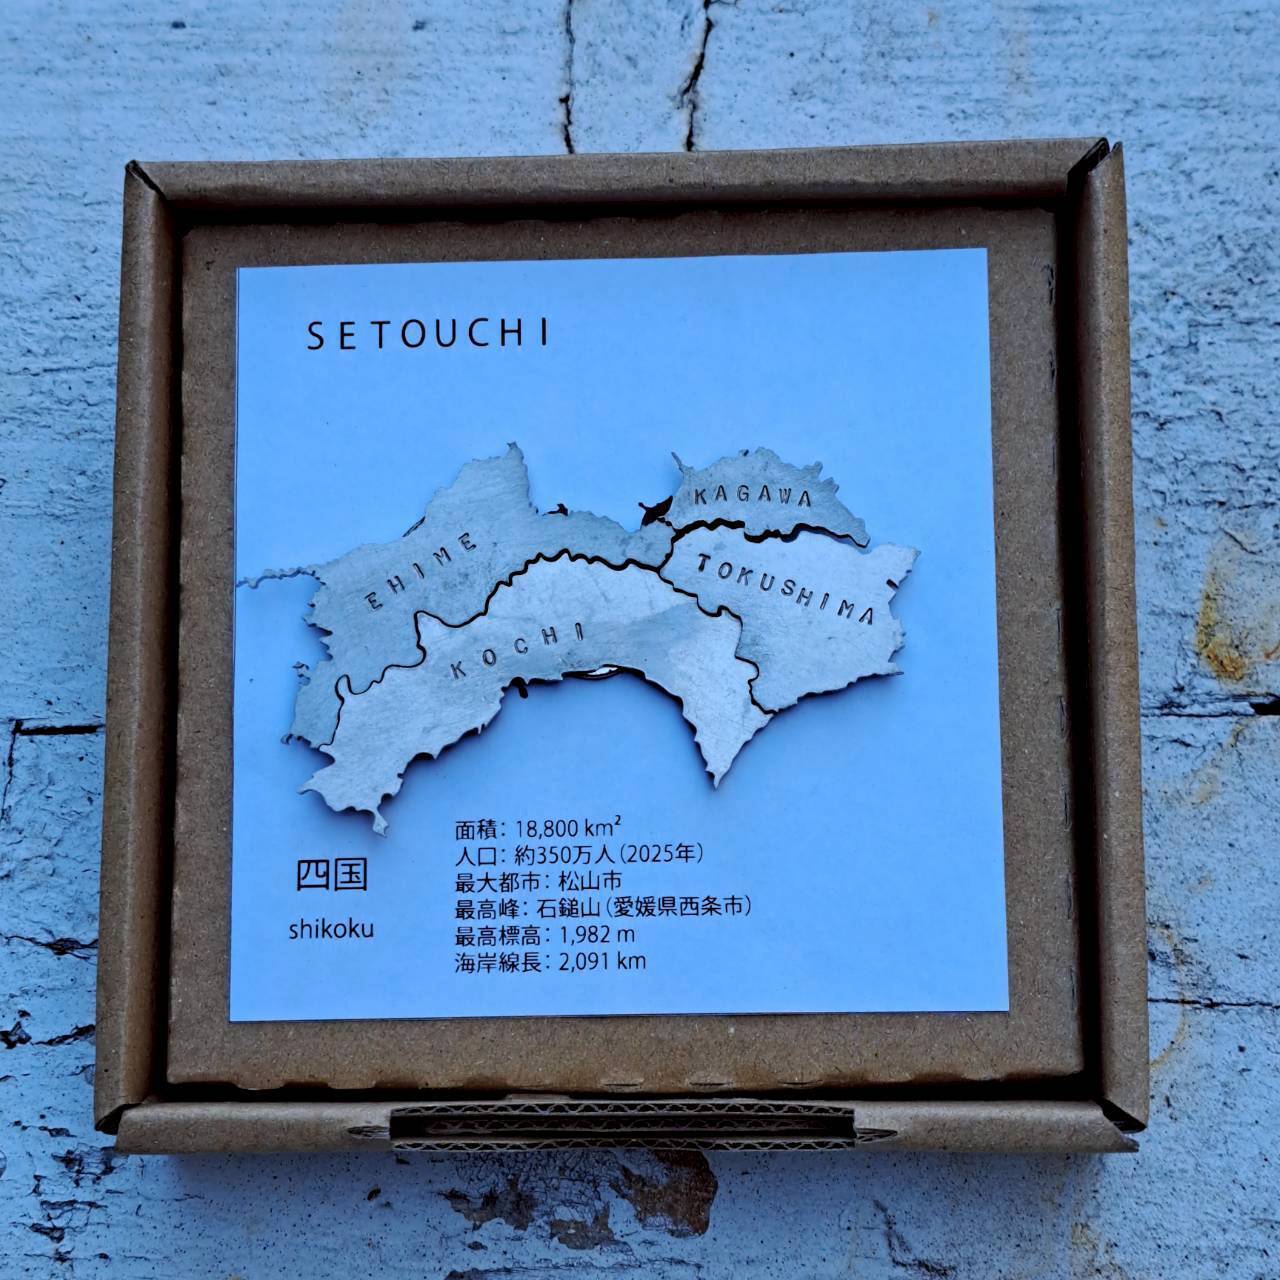 SETOUCHI
KAGAWA
EHIME
TOKUSHIMA
KOCHI
四国
shikoku
面積：18,800 km²
人口：約350万人（2025年）
最大都市：松山市
最高峰：石鎚山（愛媛県西条市）
最高標高：1,982 m
海岸線長：2,091 km